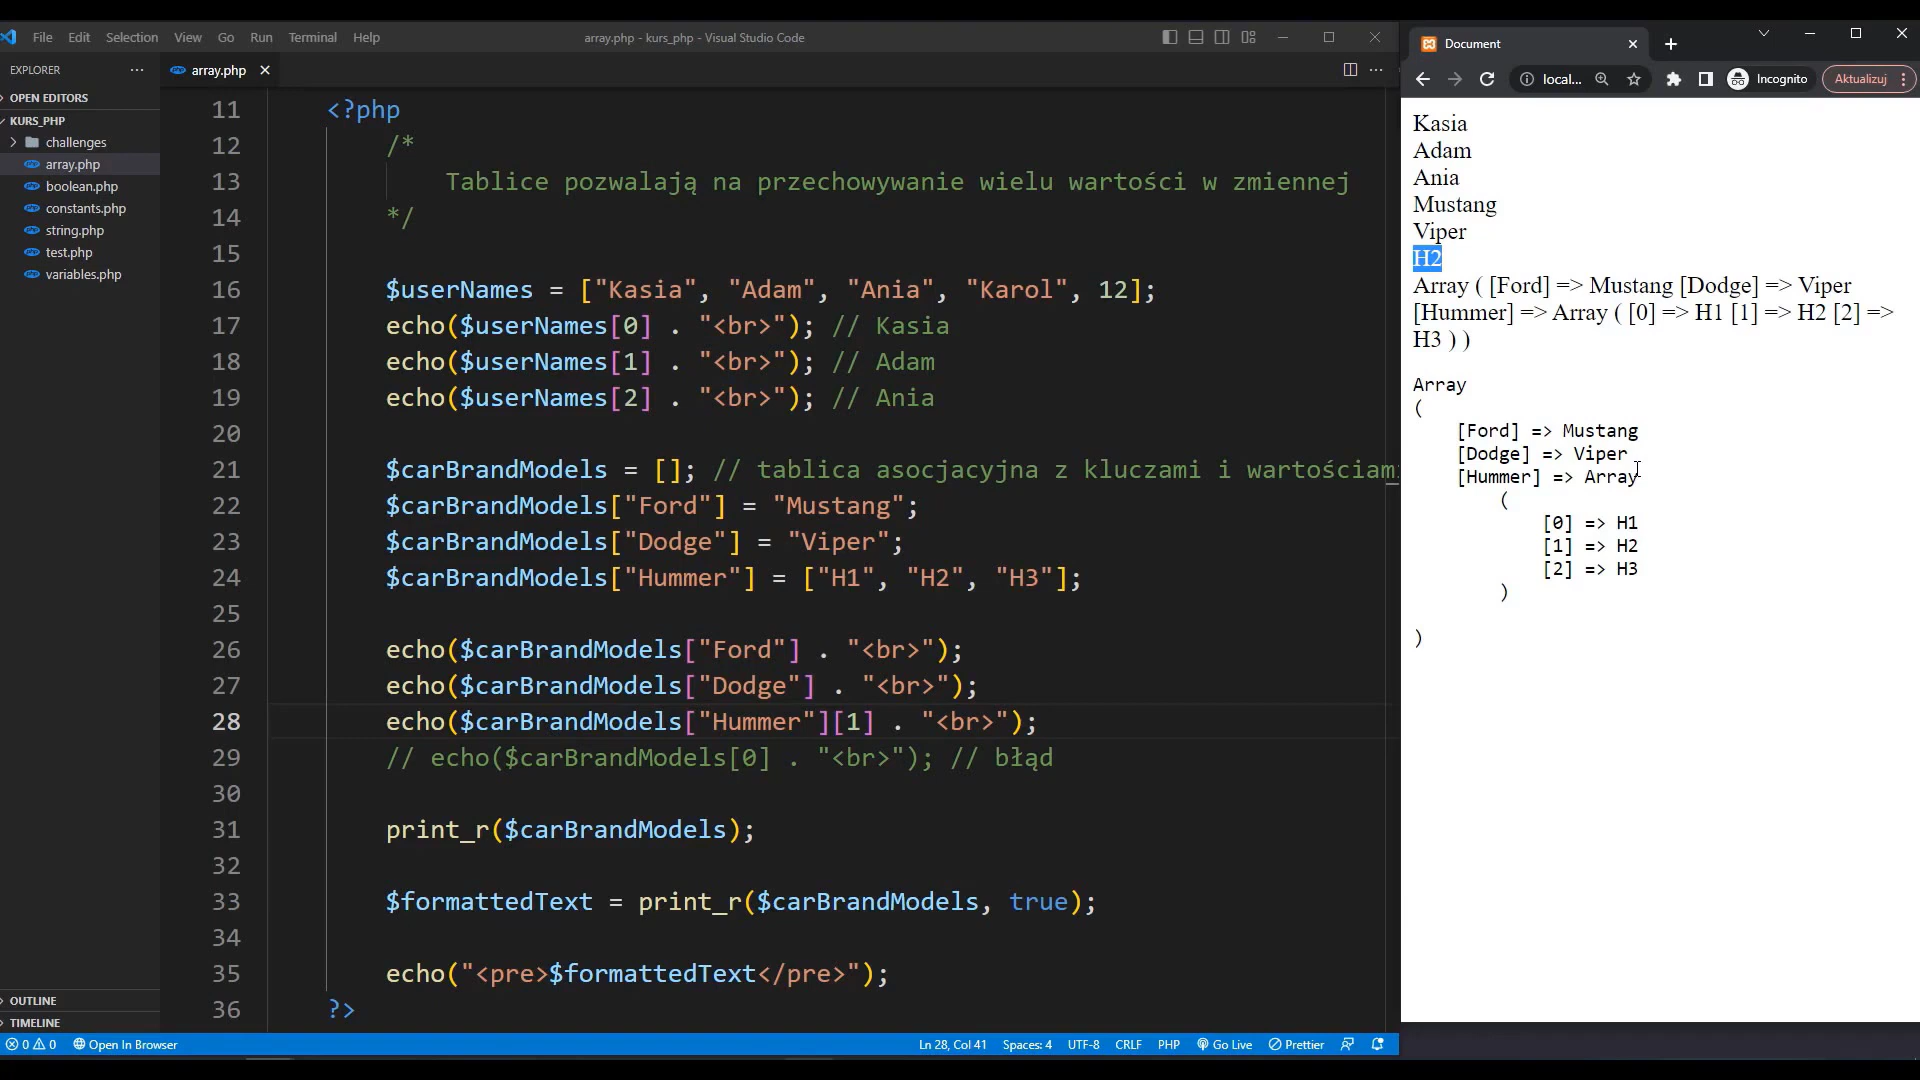 File Edit Selection View Go Run Terminal Help
array.php - kurs_php - Visual Studio Code
EXPLORER
OPEN EDITORS
KURS_PHP
challenges
array.php
boolean.php
constants.php
string.php
test.php
variables.php
OUTLINE
TIMELINE
array.php
11 <?php
12 /*
13 Tablice pozwalają na przechowywanie wielu wartości w zmiennej
14 */
15
16 $userNames = ["Kasia", "Adam", "Ania", "Karol", 12];
17 echo($userNames[0] . "<br>"); // Kasia
18 echo($userNames[1] . "<br>"); // Adam
19 echo($userNames[2] . "<br>"); // Ania
20
21 $carBrandModels = []; // tablica asocjacyjna z kluczami i wartościami
22 $carBrandModels["Ford"] = "Mustang";
23 $carBrandModels["Dodge"] = "Viper";
24 $carBrandModels["Hummer"] = ["H1", "H2", "H3"];
25
26 echo($carBrandModels["Ford"] . "<br>");
27 echo($carBrandModels["Dodge"] . "<br>");
28 echo($carBrandModels["Hummer"][1] . "<br>");
29 // echo($carBrandModels[0] . "<br>"); // błąd
30
31 print_r($carBrandModels);
32
33 $formattedText = print_r($carBrandModels, true);
34
35 echo("<pre>$formattedText</pre>");
36 ?>
0 0 Open In Browser
Ln 28, Col 41 Spaces: 4 UTF-8 CRLF PHP Go Live Prettier
Document
local... Incognito Aktualizuj
Kasia
Adam
Ania
Mustang
Viper
H2
Array ( [Ford] => Mustang [Dodge] => Viper
[Hummer] => Array ( [0] => H1 [1] => H2 [2] =>
H3 ) )
Array
(
[Ford] => Mustang
[Dodge] => Viper
[Hummer] => Array
(
[0] => H1
[1] => H2
[2] => H3
)
)